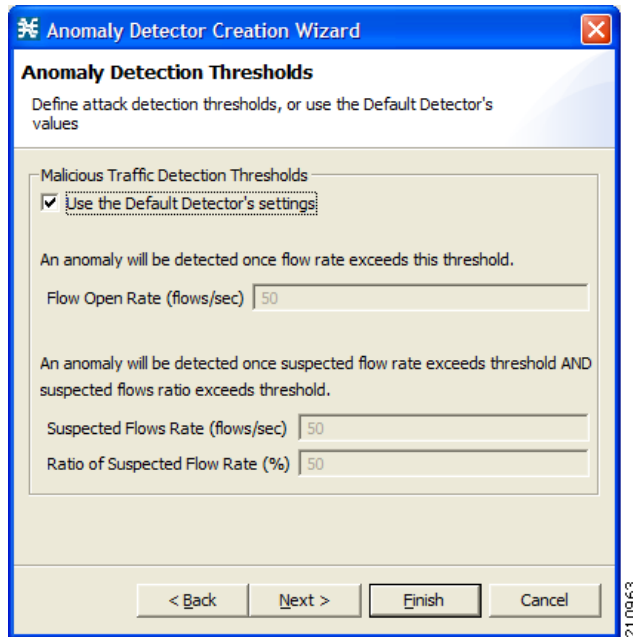 Anomaly Detector Creation Wizard
Anomaly Detection Thresholds
Define attack detection thresholds, or use the Default Detector's
values
Malicious Traffic Detection Thresholds
Use the Default Detector's settings
An anomaly will be detected once flow rate exceeds this threshold.
Flow Open Rate (flows/sec) 50
An anomaly will be detected once suspected flow rate exceeds threshold AND
suspected flows ratio exceeds threshold.
Suspected Flows Rate (flows/sec) 50
Ratio of Suspected Flow Rate (%) 50
< Back Next > Finish Cancel
210963